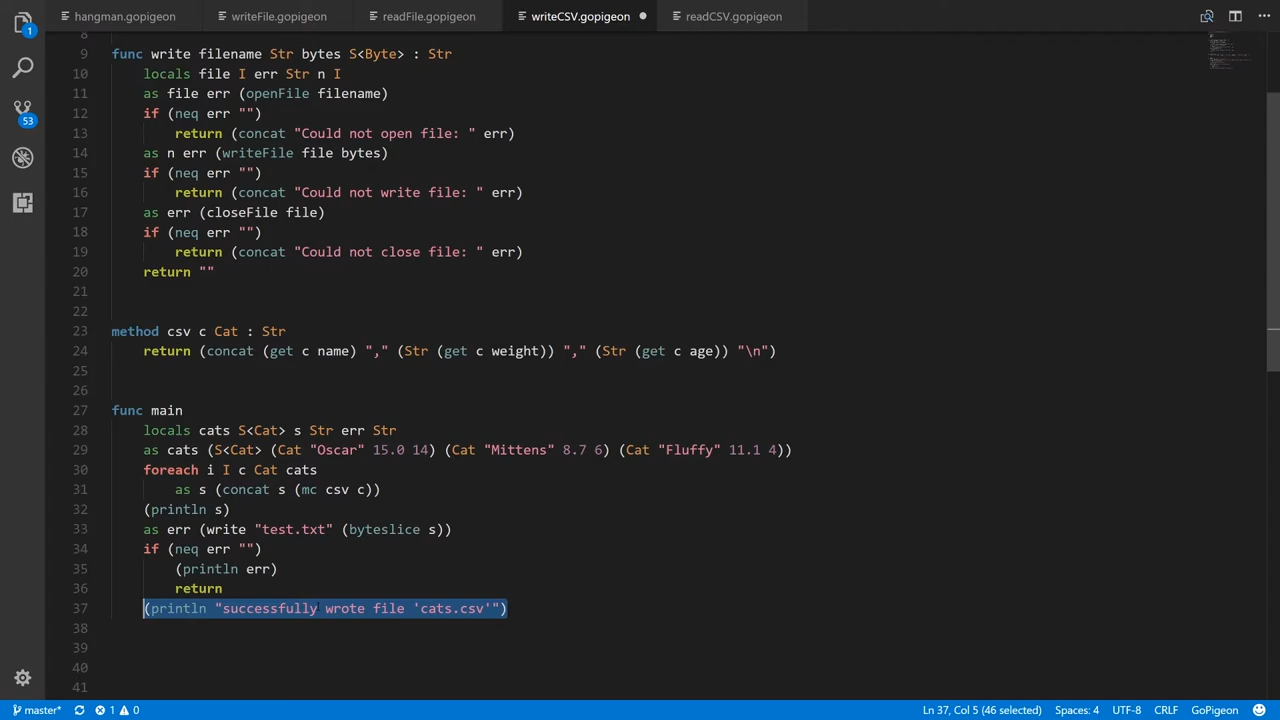 hangman.gopigeon writeFile.gopigeon readFile.gopigeon writeCSV.gopigeon readCSV.gopigeon
1
53
8
9 func write filename Str bytes S<Byte> : Str
10 locals file I err Str n I
11 as file err (openFile filename)
12 if (neq err "")
13 return (concat "Could not open file: " err)
14 as n err (writeFile file bytes)
15 if (neq err "")
16 return (concat "Could not write file: " err)
17 as err (closeFile file)
18 if (neq err "")
19 return (concat "Could not close file: " err)
20 return ""
21
22
23 method csv c Cat : Str
24 return (concat (get c name) "," (Str (get c weight)) "," (Str (get c age)) "\n")
25
26
27 func main
28 locals cats S<Cat> s Str err Str
29 as cats (S<Cat> (Cat "Oscar" 15.0 14) (Cat "Mittens" 8.7 6) (Cat "Fluffy" 11.1 4))
30 foreach i I c Cat cats
31 as s (concat s (mc csv c))
32 (println s)
33 as err (write "test.txt" (byteslice s))
34 if (neq err "")
35 (println err)
36 return
37 (println "successfully wrote file 'cats.csv'")
38
39
40
41
master* 1 0 Ln 37, Col 5 (46 selected) Spaces: 4 UTF-8 CRLF GoPigeon